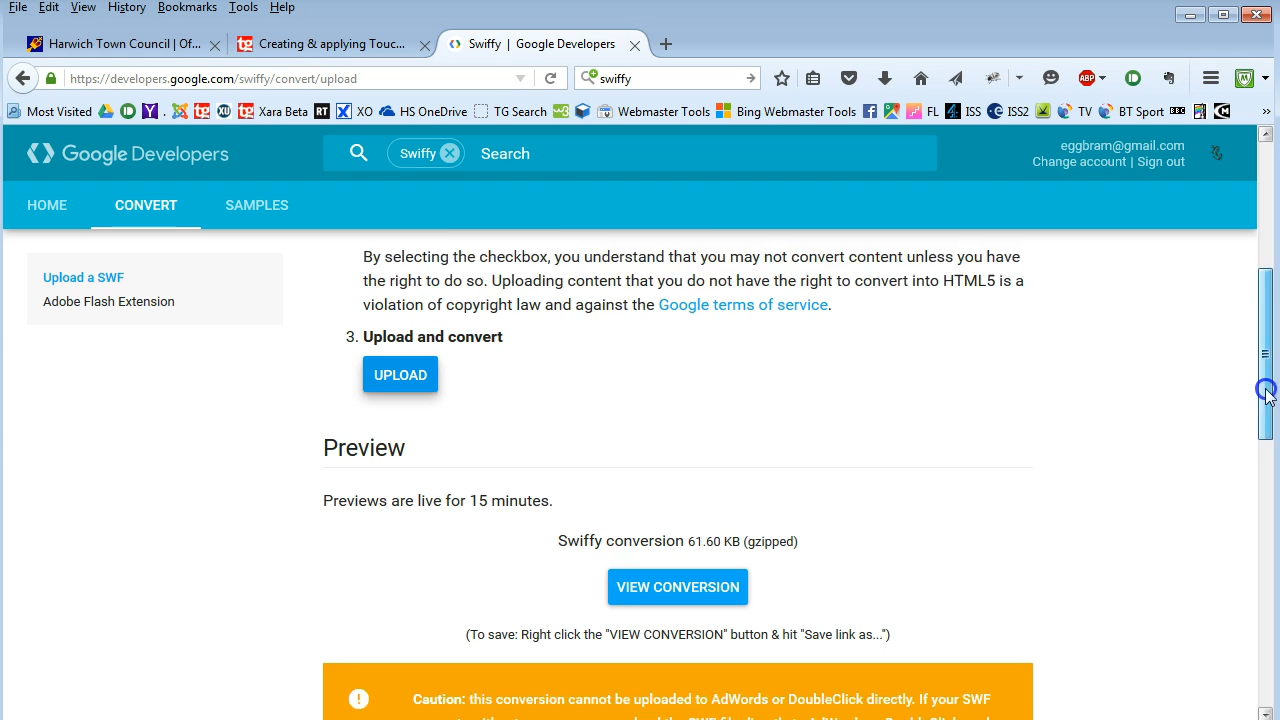 File Edit View History Bookmarks Tools Help
Harwich Town Council | Of... Creating & applying Touc... Swiffy | Google Developers
https://developers.google.com/swiffy/convert/upload swiffy
Most Visited TG Search Xara Beta XO HS OneDrive Webmaster Tools Bing Webmaster Tools FL ISS ISS2 TV BT Sport
Google Developers Swiffy Search
eggbram@gmail.com
Change account | Sign out
HOME CONVERT SAMPLES
Upload a SWF
Adobe Flash Extension
By selecting the checkbox, you understand that you may not convert content unless you have
the right to do so. Uploading content that you do not have the right to convert into HTML5 is a
violation of copyright law and against the Google terms of service.
3. Upload and convert
UPLOAD
Preview
Previews are live for 15 minutes.
Swiffy conversion 61.60 KB (gzipped)
VIEW CONVERSION
(To save: Right click the "VIEW CONVERSION" button & hit "Save link as...")
Caution: this conversion cannot be uploaded to AdWords or DoubleClick directly. If your SWF